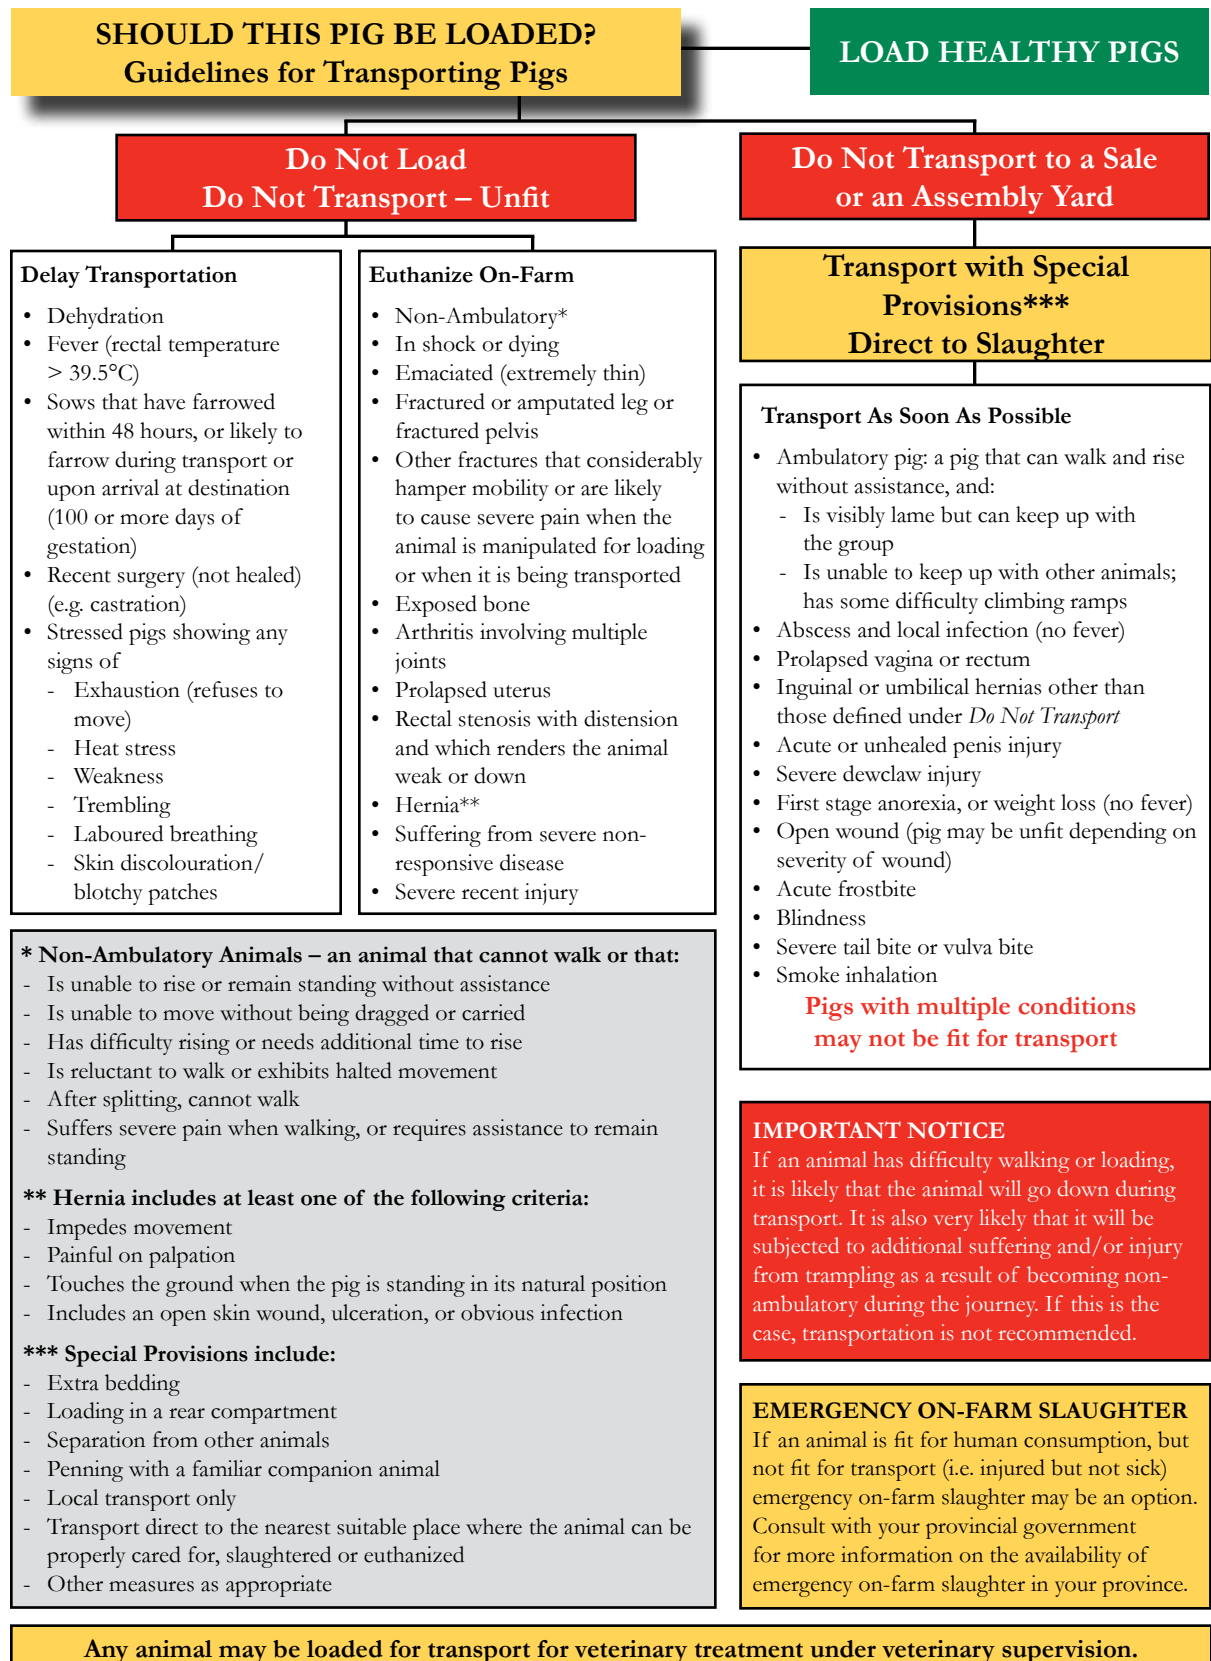 SHOULD THIS PIG BE LOADED?
Guidelines for Transporting Pigs
LOAD HEALTHY PIGS
Do Not Load
Do Not Transport – Unfit
Do Not Transport to a Sale
or an Assembly Yard
Delay Transportation
• Dehydration
• Fever (rectal temperature
> 39.5°C)
• Sows that have farrowed
within 48 hours, or likely to
farrow during transport or
upon arrival at destination
(100 or more days of
gestation)
• Recent surgery (not healed)
(e.g. castration)
• Stressed pigs showing any
signs of
- Exhaustion (refuses to
move)
- Heat stress
- Weakness
- Trembling
- Laboured breathing
- Skin discolouration/
blotchy patches
Euthanize On-Farm
• Non-Ambulatory*
• In shock or dying
• Emaciated (extremely thin)
• Fractured or amputated leg or
fractured pelvis
• Other fractures that considerably
hamper mobility or are likely
to cause severe pain when the
animal is manipulated for loading
or when it is being transported
• Exposed bone
• Arthritis involving multiple
joints
• Prolapsed uterus
• Rectal stenosis with distension
and which renders the animal
weak or down
• Hernia**
• Suffering from severe non-
responsive disease
• Severe recent injury
Transport with Special
Provisions***
Direct to Slaughter
Transport As Soon As Possible
• Ambulatory pig: a pig that can walk and rise
without assistance, and:
- Is visibly lame but can keep up with
the group
- Is unable to keep up with other animals;
has some difficulty climbing ramps
• Abscess and local infection (no fever)
• Prolapsed vagina or rectum
• Inguinal or umbilical hernias other than
those defined under Do Not Transport
• Acute or unhealed penis injury
• Severe dewclaw injury
• First stage anorexia, or weight loss (no fever)
• Open wound (pig may be unfit depending on
severity of wound)
• Acute frostbite
• Blindness
• Severe tail bite or vulva bite
• Smoke inhalation
Pigs with multiple conditions
may not be fit for transport
* Non-Ambulatory Animals – an animal that cannot walk or that:
- Is unable to rise or remain standing without assistance
- Is unable to move without being dragged or carried
- Has difficulty rising or needs additional time to rise
- Is reluctant to walk or exhibits halted movement
- After splitting, cannot walk
- Suffers severe pain when walking, or requires assistance to remain
standing
** Hernia includes at least one of the following criteria:
- Impedes movement
- Painful on palpation
- Touches the ground when the pig is standing in its natural position
- Includes an open skin wound, ulceration, or obvious infection
*** Special Provisions include:
- Extra bedding
- Loading in a rear compartment
- Separation from other animals
- Penning with a familiar companion animal
- Local transport only
- Transport direct to the nearest suitable place where the animal can be
properly cared for, slaughtered or euthanized
- Other measures as appropriate
IMPORTANT NOTICE
If an animal has difficulty walking or loading,
it is likely that the animal will go down during
transport. It is also very likely that it will be
subjected to additional suffering and/or injury
from trampling as a result of becoming non-
ambulatory during the journey. If this is the
case, transportation is not recommended.
EMERGENCY ON-FARM SLAUGHTER
If an animal is fit for human consumption, but
not fit for transport (i.e. injured but not sick)
emergency on-farm slaughter may be an option.
Consult with your provincial government
for more information on the availability of
emergency on-farm slaughter in your province.
Any animal may be loaded for transport for veterinary treatment under veterinary supervision.